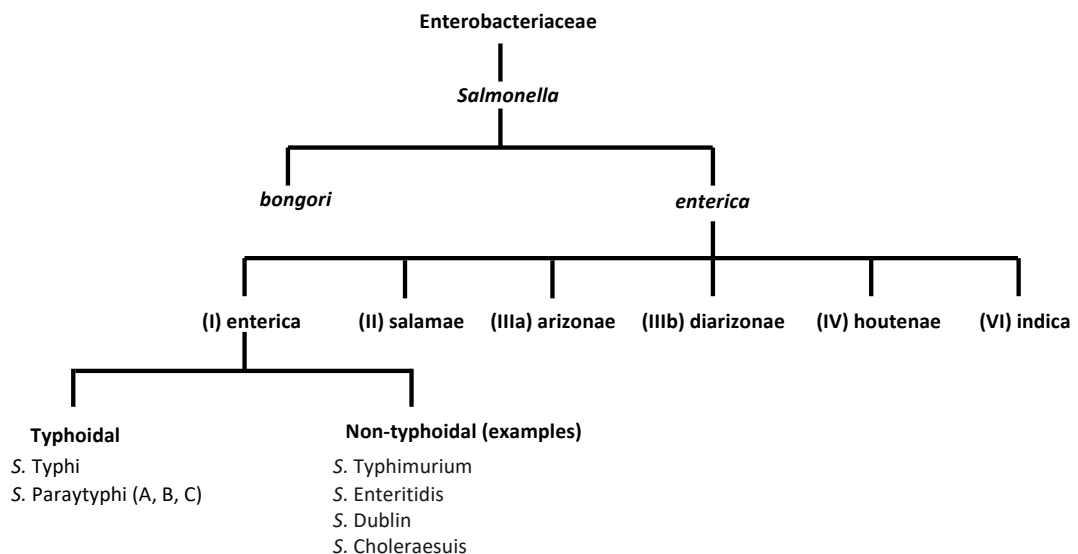 Enterobacteriaceae
Salmonella
bongori
enterica
(I) enterica
(II) salamae
(IIIa) arizonae
(IIIb) diarizonae
(IV) houtenae
(VI) indica
Typhoidal
S. Typhi
S. Paraytyphi (A, B, C)
Non-typhoidal (examples)
S. Typhimurium
S. Enteritidis
S. Dublin
S. Choleraesuis